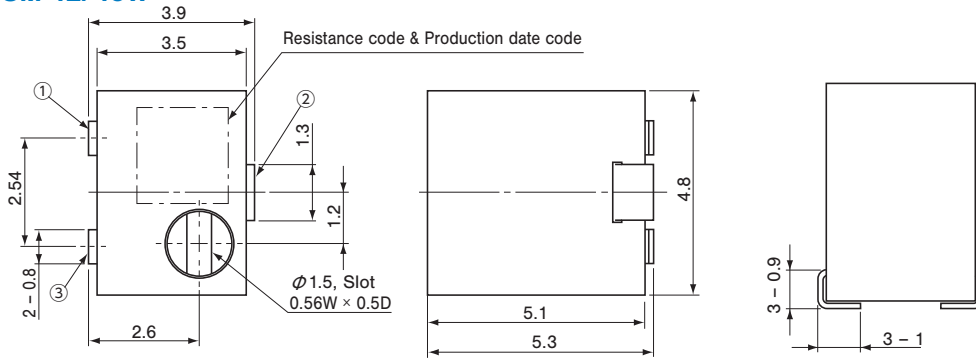 3.9
3.5
Resistance code & Production date code
①
②
1.3
2.54
1.2
4.8
2 – 0.8
③
ϕ1.5, Slot
0.56W × 0.5D
2.6
5.1
5.3
3 – 0.9
3 – 1